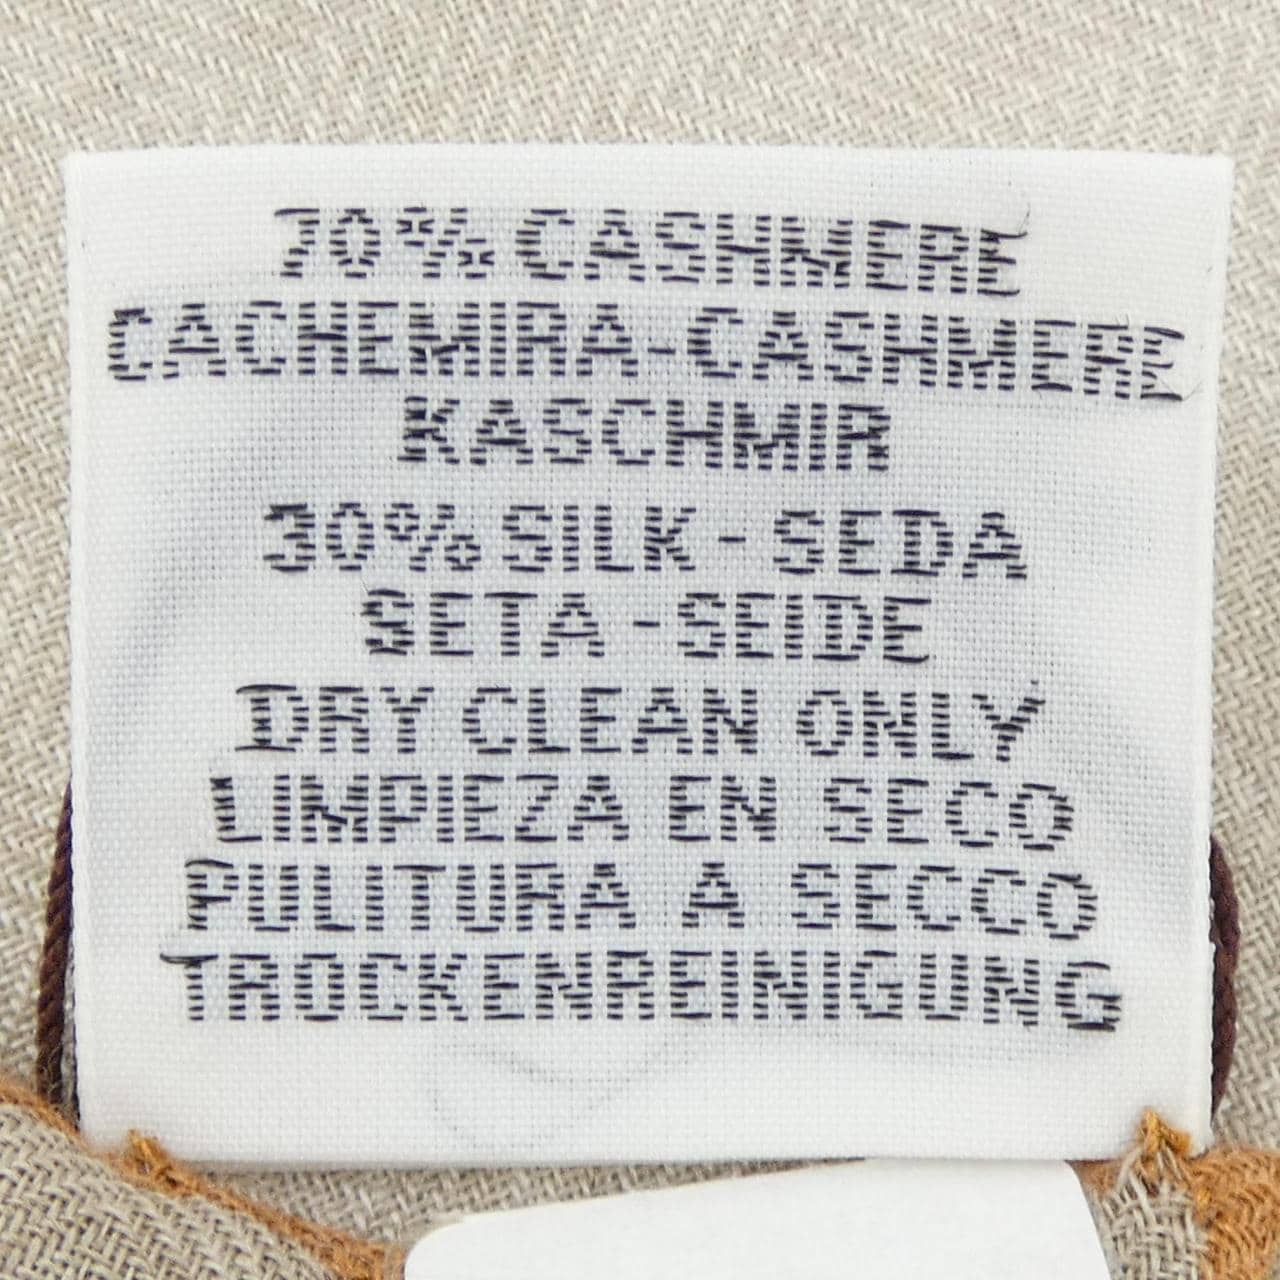 70% CASHMERE
CACHEMIRA-CASHMERE
KASCHMIR
30% SILK - SEDA
SETA - SEIDE
DRY CLEAN ONLY
LIMPIEZA EN SECO
PULITURA A SECCO
TROCKENREINIGUNG